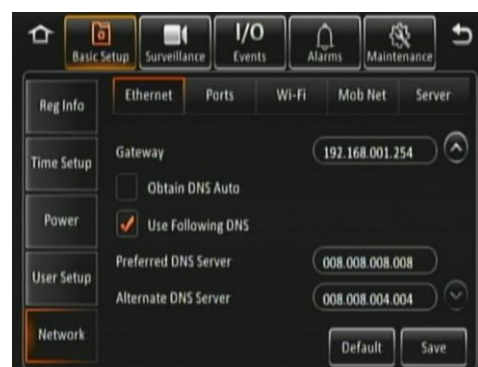 Basic Setup
Surveillance
I/O
Events
Alarms
Maintenance
Reg Info
Time Setup
Power
User Setup
Network
Ethernet Ports Wi-Fi Mob Net Server
Gateway 192.168.001.254
Obtain DNS Auto
Use Following DNS
Preferred DNS Server 008.008.008.008
Alternate DNS Server 008.008.004.004
Default Save